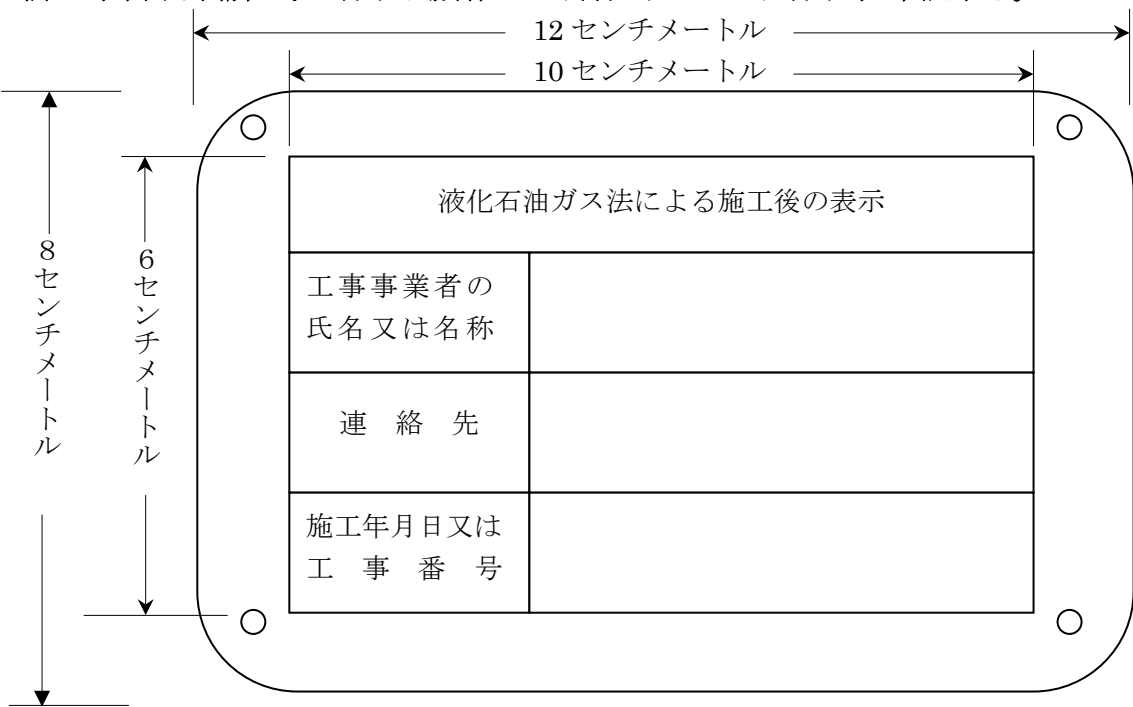 12センチメートル
10センチメートル
8センチメートル
6センチメートル
液化石油ガス法による施工後の表示
工事事業者の
氏名又は名称
連絡先
施工年月日又は
工事番号